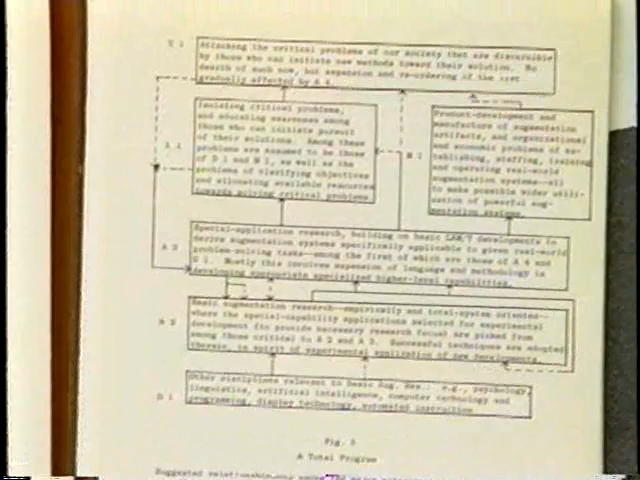 U 1
Attacking the critical problems of our society that are discernible
by those who can initiate new methods toward their solution. No
dearth of such now, but expansion and re-ordering of the list
gradually affected by A 4.
Isolating critical problems,
and educating awareness among
those who can initiate pursuit
of their solutions. Among these
problems are assumed to be those
of D 1 and M 1, as well as the
problems of clarifying objectives
and allocating available resources
towards solving critical problems
M 1
Product-development and
manufacture of augmentation
artifacts, and organizational
and economic problems of es-
tablishing, staffing, training
and operating real-world
augmentation systems--all
to make possible wider utili-
zation of powerful aug-
mentation systems.
A 3
Special-application research, building on basic LAM/T developments to
derive augmentation systems specifically applicable to given real-world
problem-solving tasks--among the first of which are those of A 4 and
Mostly this involves expansion of language and methodology in
developing appropriate specialized higher-level capabilities.
A 2
Basic augmentation research--empirically and total-system oriented--
where the special-capability applications selected for experimental
development (to provide necessary research focus) are picked from
among those critical to A 2 and A 3. Successful techniques are adopted
therein, in spirit of experimental application of new developments.
D 1
Other disciplines relevant to Basic Aug. Res.: e.g., psychology,
linguistics, artificial intelligence, computer technology and
programming, display technology, automated instruction
Fig. 3
A Total Program
Suggested relationships among the major